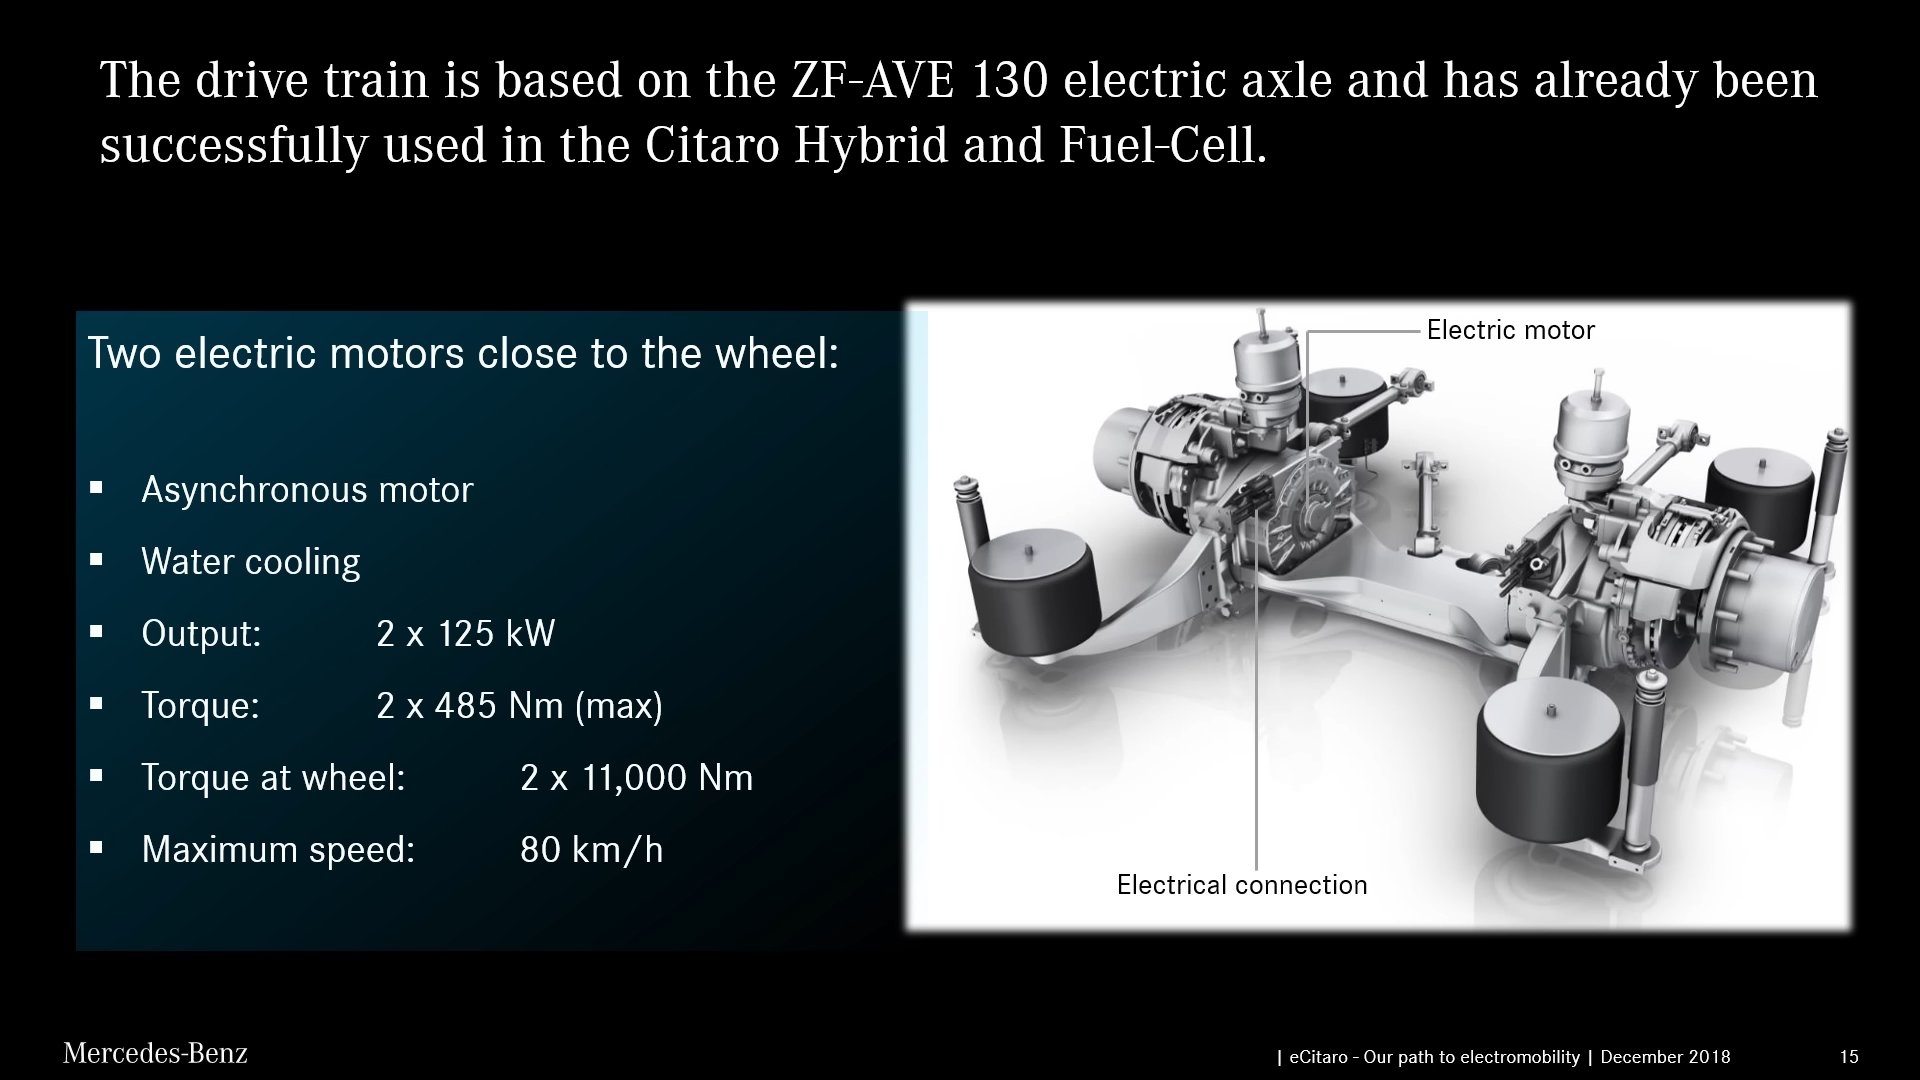 The drive train is based on the ZF-AVE 130 electric axle and has already been
successfully used in the Citaro Hybrid and Fuel-Cell.
Two electric motors close to the wheel:
▪ Asynchronous motor
▪ Water cooling
▪ Output: 2 x 125 kW
▪ Torque: 2 x 485 Nm (max)
▪ Torque at wheel: 2 x 11,000 Nm
▪ Maximum speed: 80 km/h
Electric motor
Electrical connection
Mercedes-Benz
| eCitaro - Our path to electromobility | December 2018
15